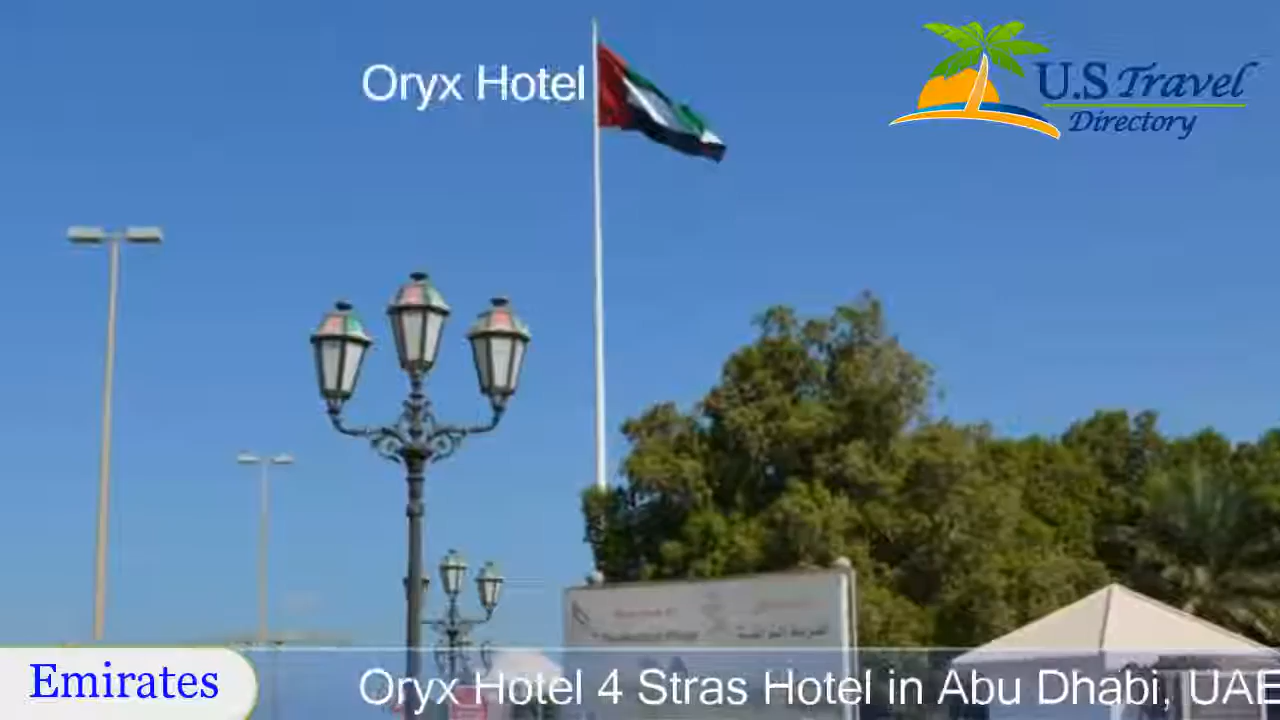 Oryx Hotel
U.S Travel
Directory
Emirates
Oryx Hotel 4 Stras Hotel in Abu Dhabi, UAE